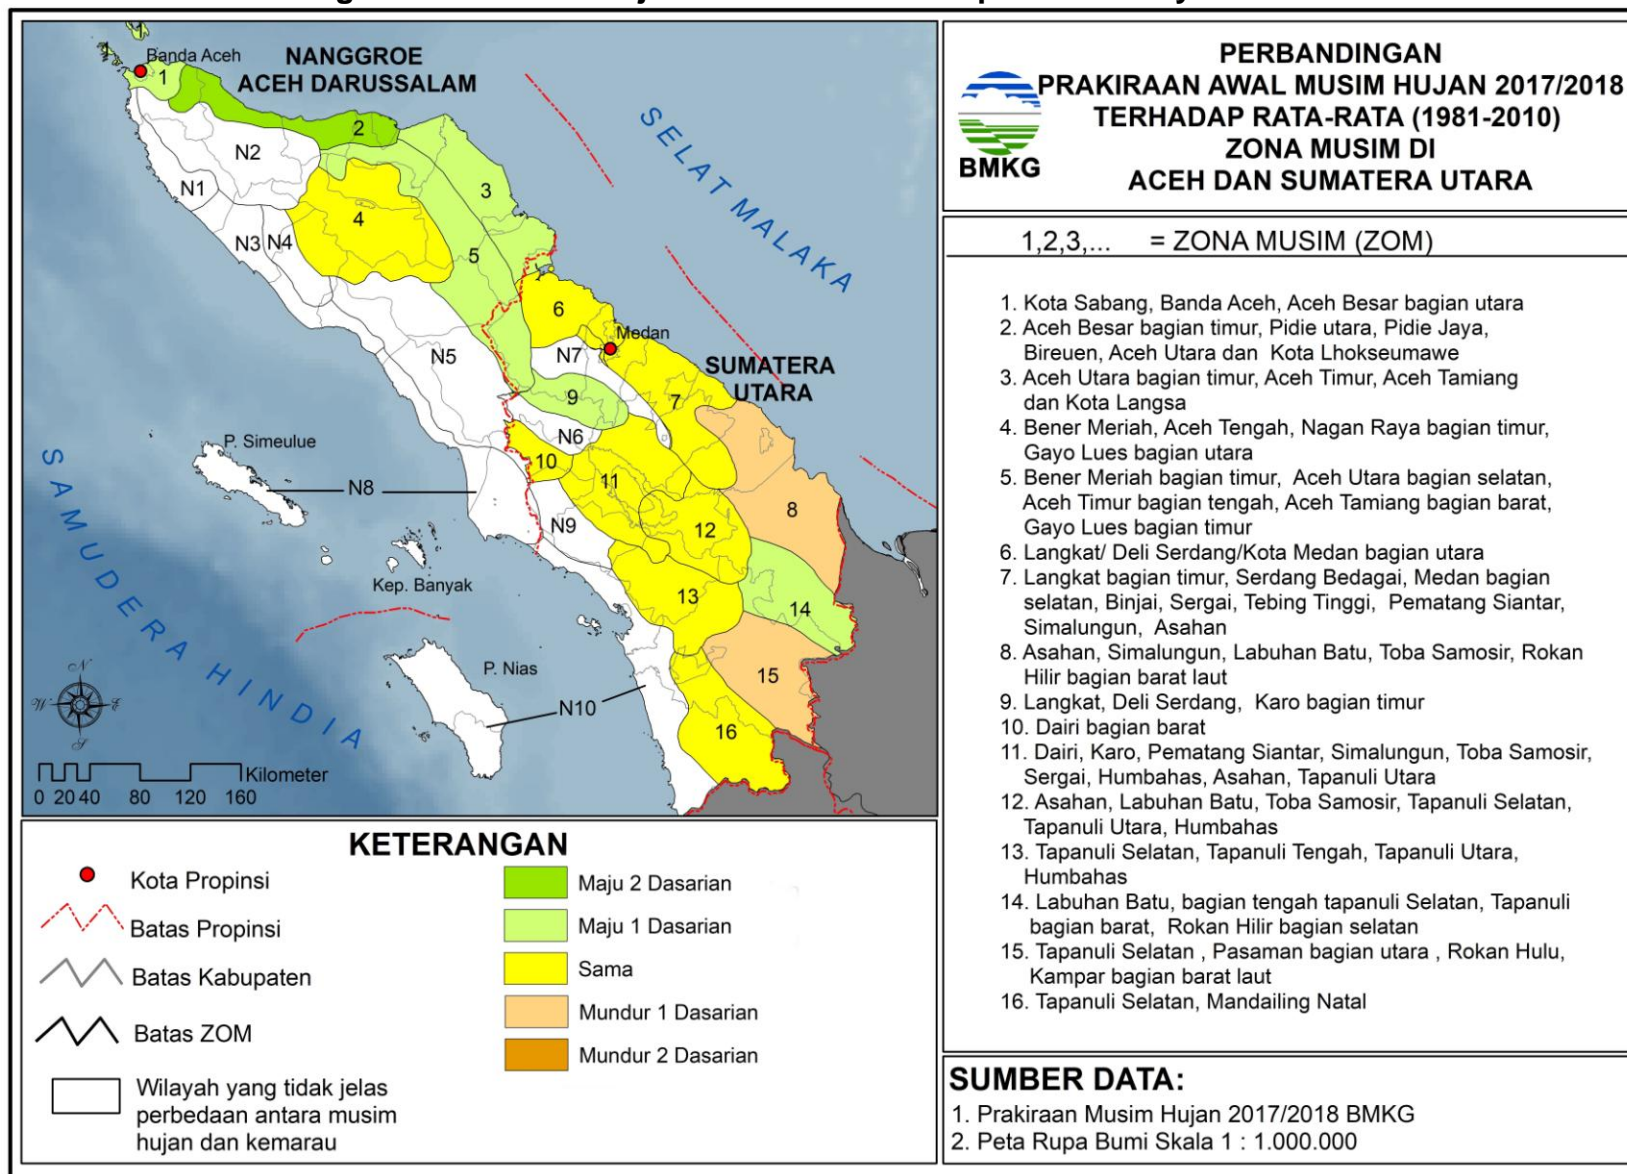 NANGGROE
ACEH DARUSSALAM
Banda Aceh
1
1
1
2
N2
3
N1
4
N3
N4
5
SELAT MALAKA
6
Medan
N7
N5
SUMATERA
UTARA
9
7
N6
P. Simeulue
10
N8
11
8
12
N9
Kep. Banyak
13
14
SAMUDERA HINDIA
P. Nias
15
N10
16
N
W
E
S
Kilometer
0 20 40 80 120 160
PERBANDINGAN
PRAKIRAAN AWAL MUSIM HUJAN 2017/2018
TERHADAP RATA-RATA (1981-2010)
ZONA MUSIM DI
ACEH DAN SUMATERA UTARA
BMKG
1,2,3,... = ZONA MUSIM (ZOM)
1. Kota Sabang, Banda Aceh, Aceh Besar bagian utara
2. Aceh Besar bagian timur, Pidie utara, Pidie Jaya,
Bireuen, Aceh Utara dan Kota Lhokseumawe
3. Aceh Utara bagian timur, Aceh Timur, Aceh Tamiang
dan Kota Langsa
4. Bener Meriah, Aceh Tengah, Nagan Raya bagian timur,
Gayo Lues bagian utara
5. Bener Meriah bagian timur, Aceh Utara bagian selatan,
Aceh Timur bagian tengah, Aceh Tamiang bagian barat,
Gayo Lues bagian timur
6. Langkat/ Deli Serdang/Kota Medan bagian utara
7. Langkat bagian timur, Serdang Bedagai, Medan bagian
selatan, Binjai, Sergai, Tebing Tinggi, Pematang Siantar,
Simalungun, Asahan
8. Asahan, Simalungun, Labuhan Batu, Toba Samosir, Rokan
Hilir bagian barat laut
9. Langkat, Deli Serdang, Karo bagian timur
10. Dairi bagian barat
11. Dairi, Karo, Pematang Siantar, Simalungun, Toba Samosir,
Sergai, Humbahas, Asahan, Tapanuli Utara
12. Asahan, Labuhan Batu, Toba Samosir, Tapanuli Selatan,
Tapanuli Utara, Humbahas
13. Tapanuli Selatan, Tapanuli Tengah, Tapanuli Utara,
Humbahas
14. Labuhan Batu, bagian tengah tapanuli Selatan, Tapanuli
bagian barat, Rokan Hilir bagian selatan
15. Tapanuli Selatan , Pasaman bagian utara , Rokan Hulu,
Kampar bagian barat laut
16. Tapanuli Selatan, Mandailing Natal
KETERANGAN
Kota Propinsi
Batas Propinsi
Batas Kabupaten
Batas ZOM
Wilayah yang tidak jelas
perbedaan antara musim
hujan dan kemarau
Maju 2 Dasarian
Maju 1 Dasarian
Sama
Mundur 1 Dasarian
Mundur 2 Dasarian
SUMBER DATA:
1. Prakiraan Musim Hujan 2017/2018 BMKG
2. Peta Rupa Bumi Skala 1 : 1.000.000